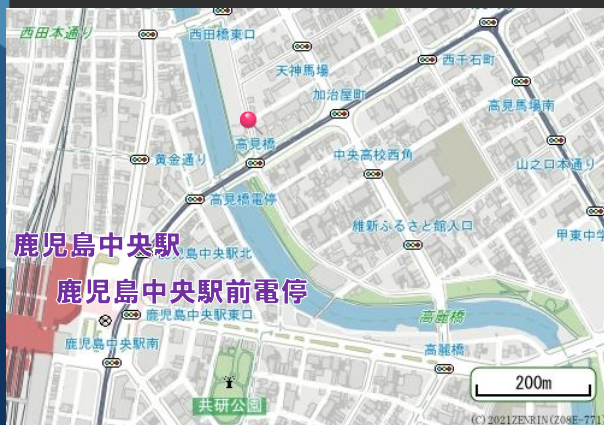 西田本通り
西田橋東口
天神馬場
西千石町
加治屋町
高見馬場南
高見橋
黄金通り
中央高校西角
山之口本通り
高見橋電停
維新ふるさと館入口
甲東中学
鹿児島中央駅
児島中央駅北
鹿児島中央駅前電停
鹿児島中央駅東口
高麗橋
鹿児島中央駅南
高麗橋
200m
共研公園
(C)2021ZENRIN(Z08E-771)